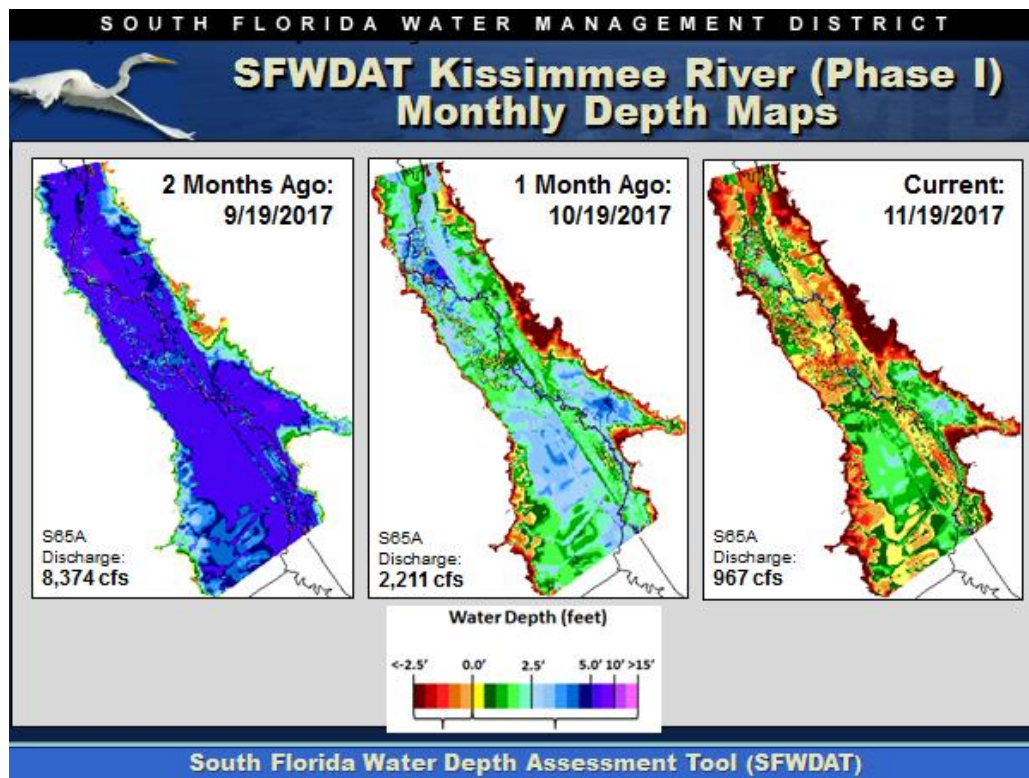 SOUTH FLORIDA WATER MANAGEMENT DISTRICT
SFWDAT Kissimmee River (Phase I)
Monthly Depth Maps
2 Months Ago:
9/19/2017
S65A
Discharge:
8,374 cfs
1 Month Ago:
10/19/2017
S65A
Discharge:
2,211 cfs
Current:
11/19/2017
S65A
Discharge:
967 cfs
Water Depth (feet)
<-2.5' 0.0' 2.5' 5.0' 10' >15'
South Florida Water Depth Assessment Tool (SFWDAT)